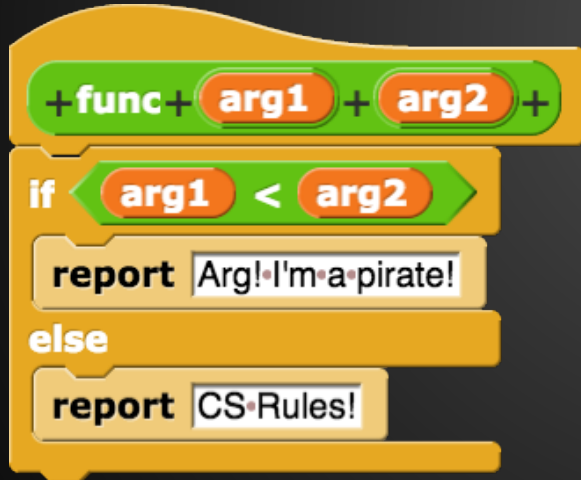 +func+ arg1 + arg2 +
if arg1 < arg2
report Arg!•I'm•a•pirate!
else
report CS•Rules!